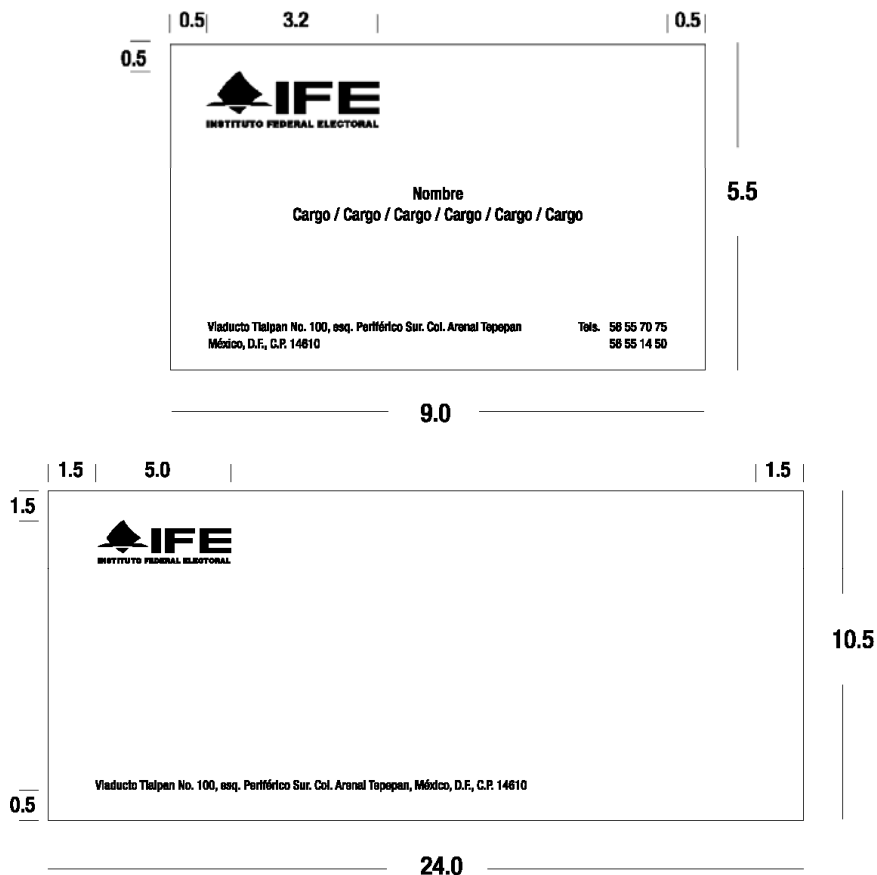 0.5 3.2 0.5
0.5
IFE
INSTITUTO FEDERAL ELECTORAL
Nombre
Cargo / Cargo / Cargo / Cargo / Cargo / Cargo
5.5
Viaducto Tlalpan No. 100, esq. Periférico Sur. Col. Arenal Tepepan
México, D.F., C.P. 14610
Tels. 56 55 70 75
56 55 14 50
9.0
1.5 5.0 1.5
1.5
IFE
INSTITUTO FEDERAL ELECTORAL
10.5
Viaducto Tlalpan No. 100, esq. Periférico Sur. Col. Arenal Tepepan, México, D.F., C.P. 14610
0.5
24.0